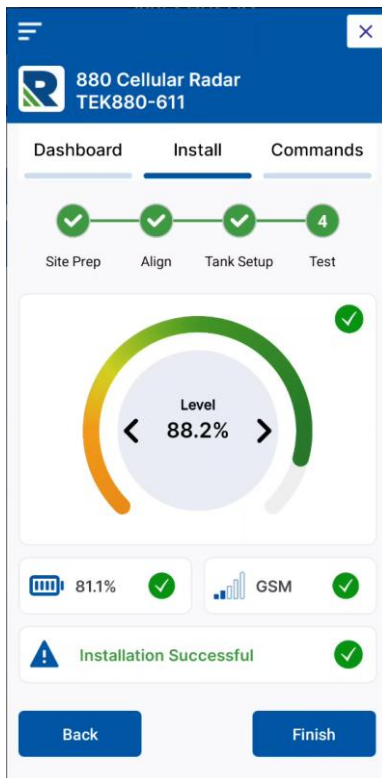 880 Cellular Radar
TEK880-611
Dashboard Install Commands
4
Site Prep Align Tank Setup Test
Level
88.2%
81.1% GSM
Installation Successful
Back Finish